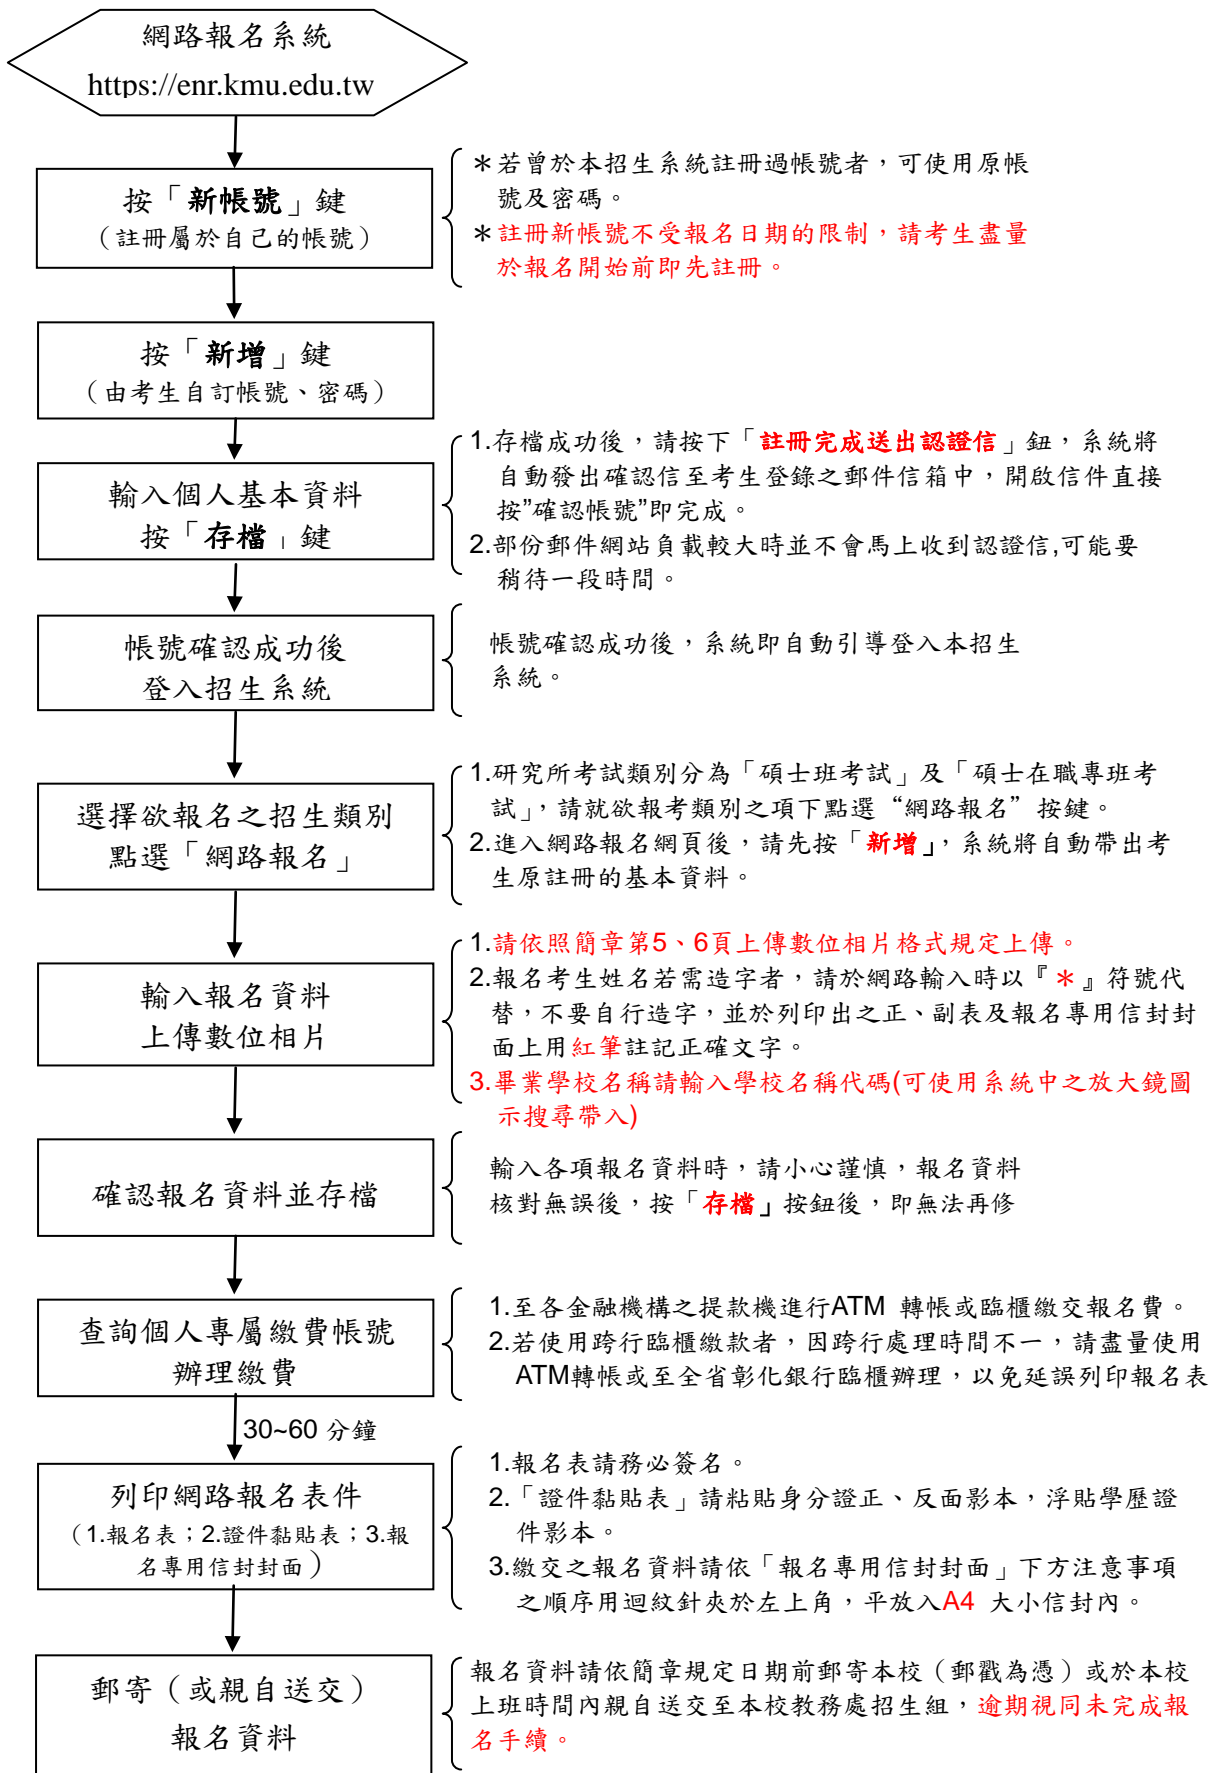 網路報名系統
https://enr.kmu.edu.tw
按「新帳號」鍵
（註冊屬於自己的帳號）
＊若曾於本招生系統註冊過帳號者，可使用原帳
號及密碼。
＊註冊新帳號不受報名日期的限制，請考生盡量
於報名開始前即先註冊。
按「新增」鍵
（由考生自訂帳號、密碼）
輸入個人基本資料
按「存檔」鍵
1.存檔成功後，請按下「註冊完成送出認證信」鈕，系統將
自動發出確認信至考生登錄之郵件信箱中，開啟信件直接
按”確認帳號”即完成。
2.部份郵件網站負載較大時並不會馬上收到認證信,可能要
稍待一段時間。
帳號確認成功後
登入招生系統
帳號確認成功後，系統即自動引導登入本招生
系統。
選擇欲報名之招生類別
點選「網路報名」
1.研究所考試類別分為「碩士班考試」及「碩士在職專班考
試」，請就欲報考類別之項下點選“網路報名”按鍵。
2.進入網路報名網頁後，請先按「新增」，系統將自動帶出考
生原註冊的基本資料。
輸入報名資料
上傳數位相片
1.請依照簡章第5、6頁上傳數位相片格式規定上傳。
2.報名考生姓名若需造字者，請於網路輸入時以『＊』符號代
替，不要自行造字，並於列印出之正、副表及報名專用信封封
面上用紅筆註記正確文字。
3.畢業學校名稱請輸入學校名稱代碼(可使用系統中之放大鏡圖
示搜尋帶入)
確認報名資料並存檔
輸入各項報名資料時，請小心謹慎，報名資料
核對無誤後，按「存檔」按鈕後，即無法再修
查詢個人專屬繳費帳號
辦理繳費
1.至各金融機構之提款機進行ATM 轉帳或臨櫃繳交報名費。
2.若使用跨行臨櫃繳款者，因跨行處理時間不一，請盡量使用
ATM轉帳或至全省彰化銀行臨櫃辦理，以免延誤列印報名表
30~60 分鐘
列印網路報名表件
（1.報名表；2.證件黏貼表；3.報
名專用信封封面）
1.報名表請務必簽名。
2.「證件黏貼表」請粘貼身分證正、反面影本，浮貼學歷證
件影本。
3.繳交之報名資料請依「報名專用信封封面」下方注意事項
之順序用迴紋針夾於左上角，平放入A4 大小信封內。
郵寄（或親自送交）
報名資料
報名資料請依簡章規定日期前郵寄本校（郵戳為憑）或於本校
上班時間內親自送交至本校教務處招生組，逾期視同未完成報
名手續。